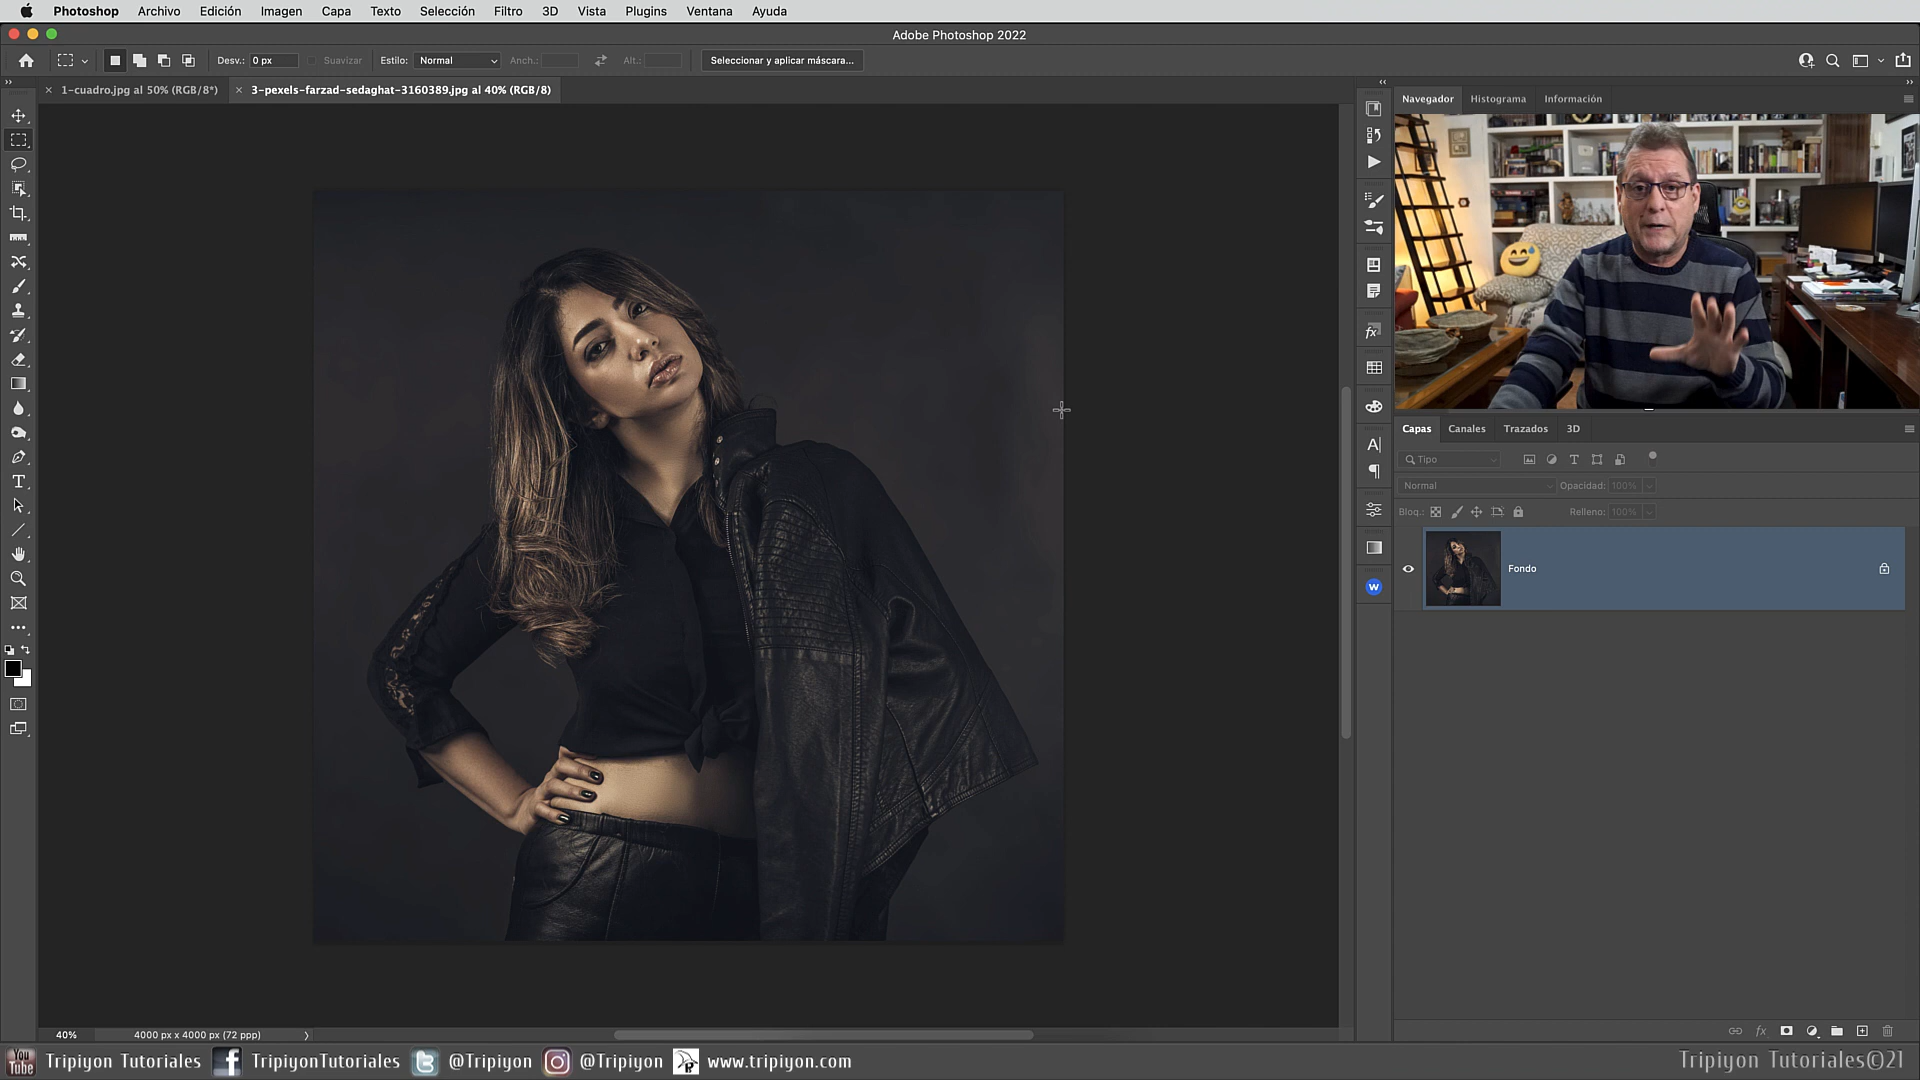 Photoshop Archivo Edición Imagen Capa Texto Selección Filtro 3D Vista Plugins Ventana Ayuda
Adobe Photoshop 2022
Desv.: 0 px Suavizar Estilo: Normal Anch.: Alt.: Seleccionar y aplicar máscara...
1-cuadro.jpg al 50% (RGB/8*) 3-pexels-farzad-sedaghat-3160389.jpg al 40% (RGB/8)
Navegador Histograma Información
Capas Canales Trazados 3D
Tipo
Normal Opacidad: 100%
Bloq.: Relleno: 100%
Fondo
40% 4000 px x 4000 px (72 ppp)
You Tube Tripiyon Tutoriales TripiyonTutoriales @Tripiyon @Tripiyon www.tripiyon.com Tripiyon Tutoriales©21